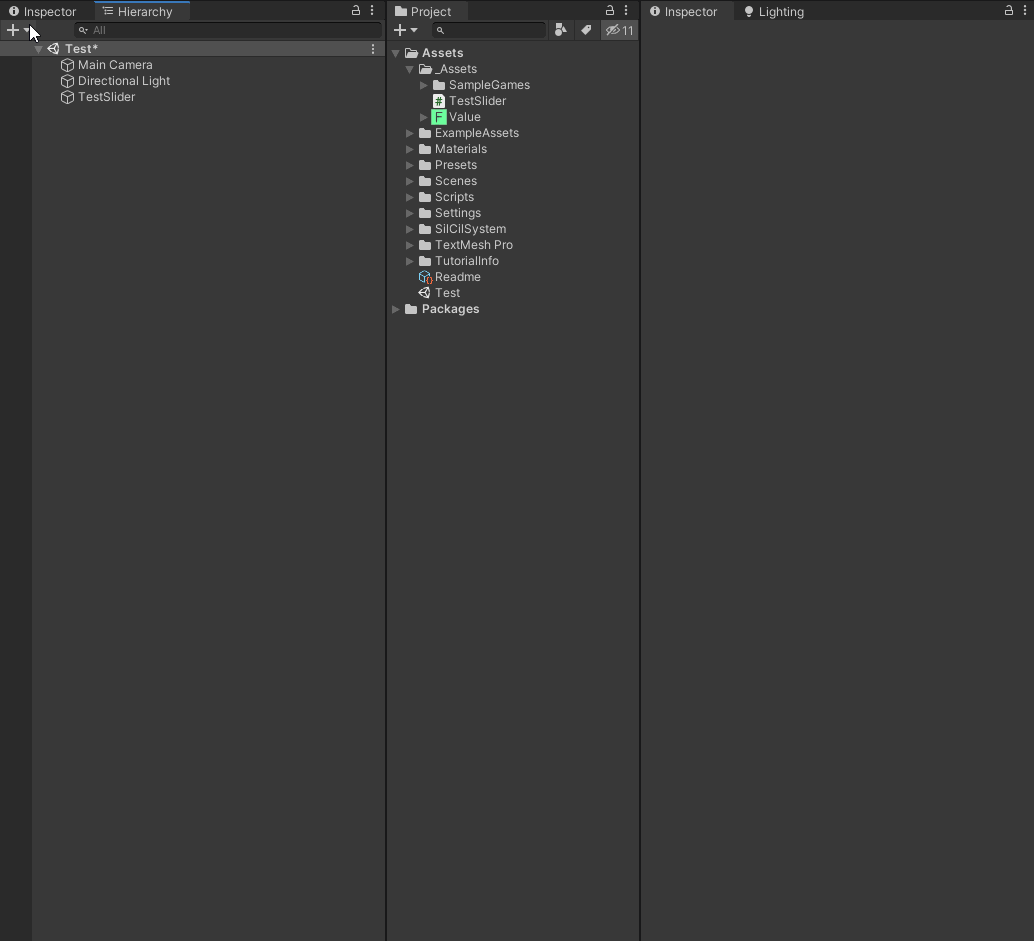 Inspector
Hierarchy
All
Test*
Main Camera
Directional Light
TestSlider
Project
11
Assets
_Assets
SampleGames
# TestSlider
F Value
ExampleAssets
Materials
Presets
Scenes
Scripts
Settings
SilCilSystem
TextMesh Pro
TutorialInfo
Readme
Test
Packages
Inspector
Lighting